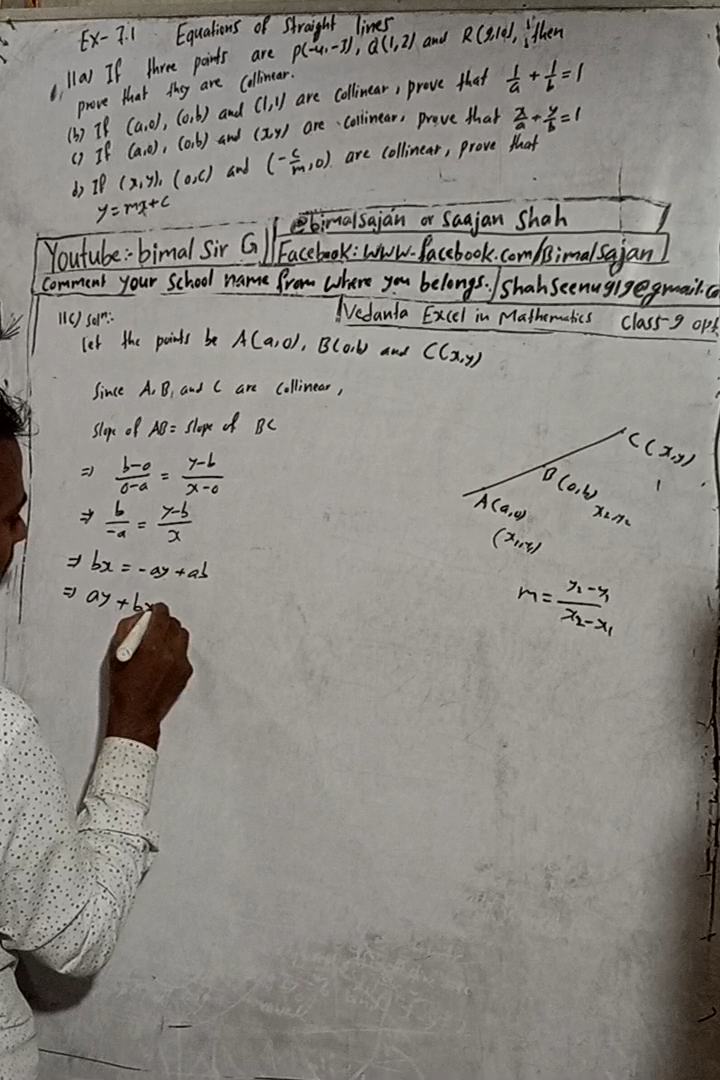 Ex- 7.1 Equations of Straight lines
11a) If three points are P(-4,-3), Q(1,2) and R(9,10), then
prove that they are Collinear.
(b) If (a,0), (0,b) and (1,1) are Collinear, prove that 1/a + 1/b = 1
c) If (a,0), (0,b) and (x,y) are Collinear, prove that x/a + y/b = 1
d) If (x,y), (0,c) and (-c/m,0) are collinear, prove that
y = mx+c
@bimalsajan or Saajan Shah
Youtube:- bimal Sir G Facebook: www.facebook.com/Bimalsajan
Comment your School name from where you belongs. Shahseenu919@gmail.Co
Vedanta Excel in Mathematics Class-9 opt
11c) Solⁿ:-
let the points be A(a,0), B(0,b) and C(x,y)
Since A, B, and C are Collinear,
Slope of AB = Slope of BC
⇒ b-0/0-a = y-b/x-0
⇒ b/-a = y-b/x
⇒ bx = -ay + ab
⇒ ay + bx
C(x,y)
B(0,b)
x₂,y₂
A(a,0)
(x₁,y₁)
m = y₂-y₁/x₂-x₁